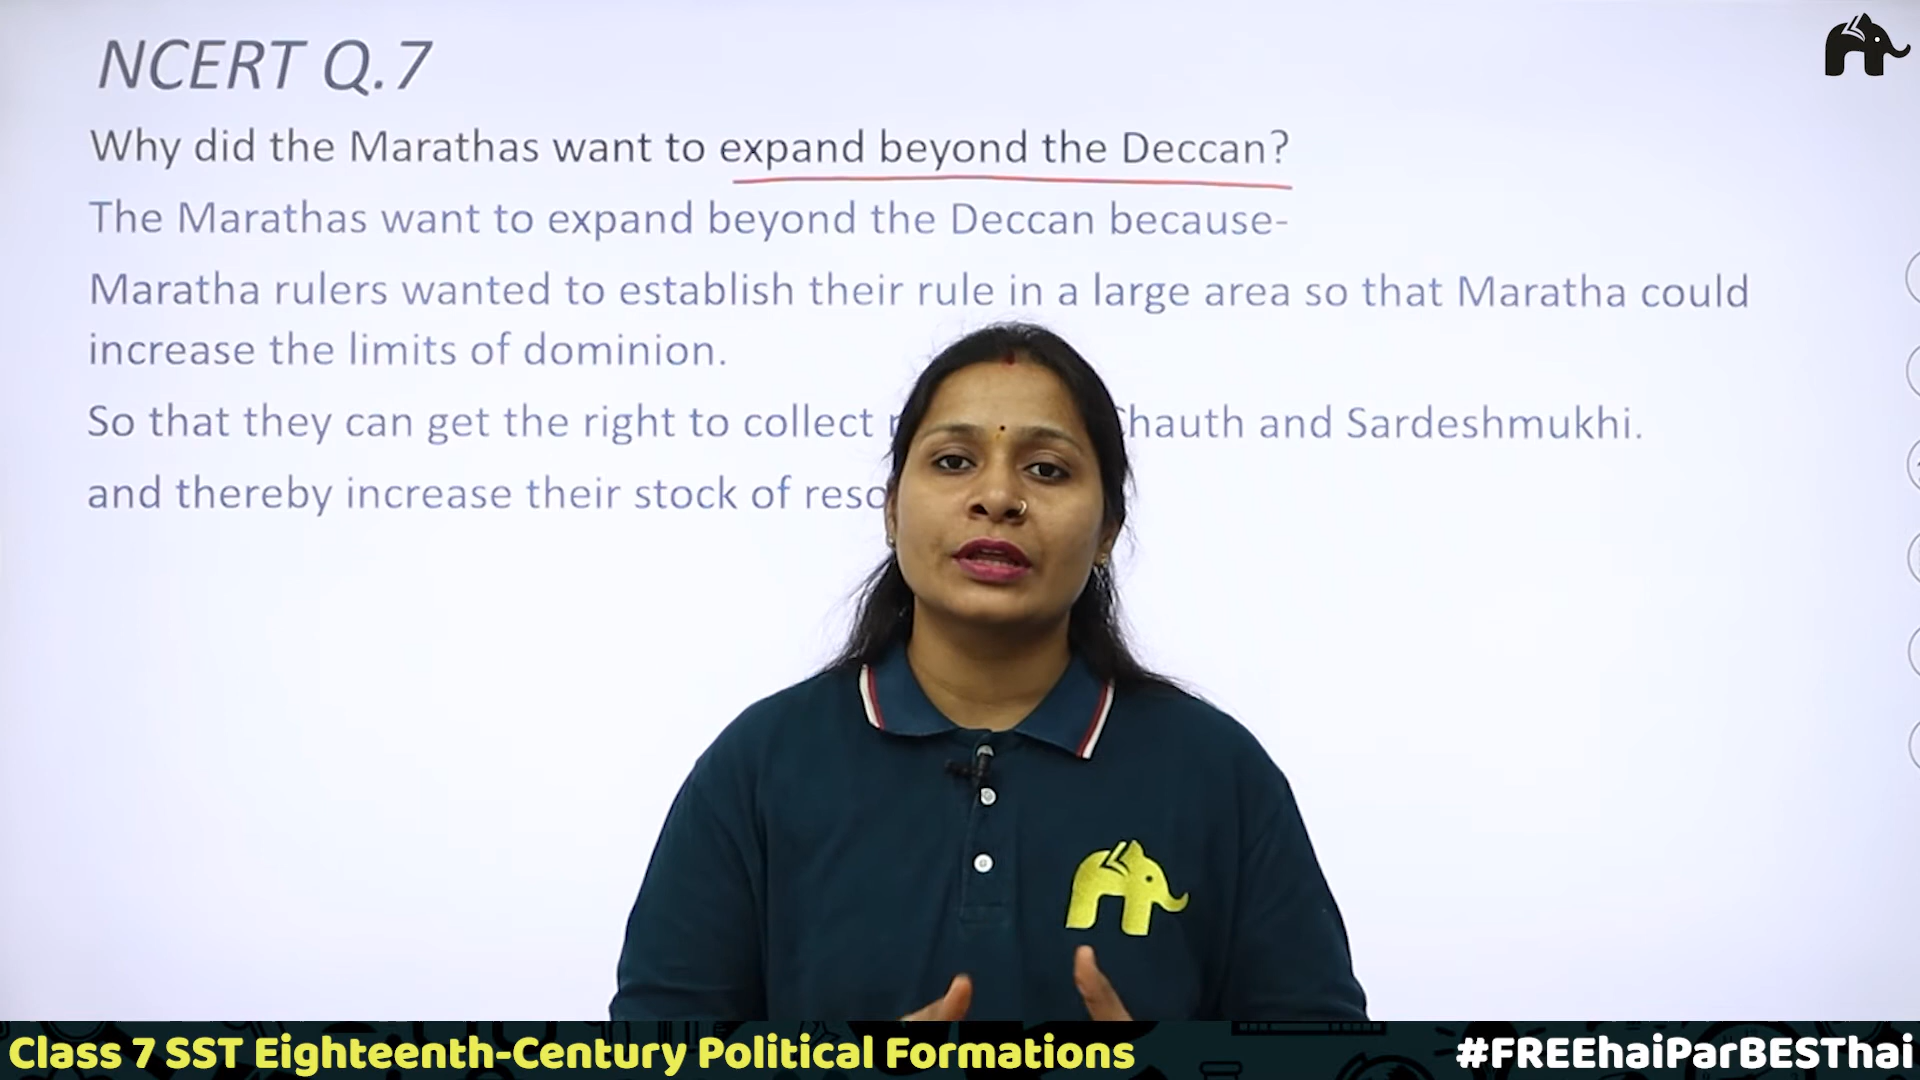 NCERT Q.7
Why did the Marathas want to expand beyond the Deccan?
The Marathas want to expand beyond the Deccan because-
Maratha rulers wanted to establish their rule in a large area so that Maratha could
increase the limits of dominion.
So that they can get the right to collect and Sardeshmukhi.
and thereby increase their stock of
Class 7 SST Eighteenth-Century Political Formations
#FREEhaiParBESThai